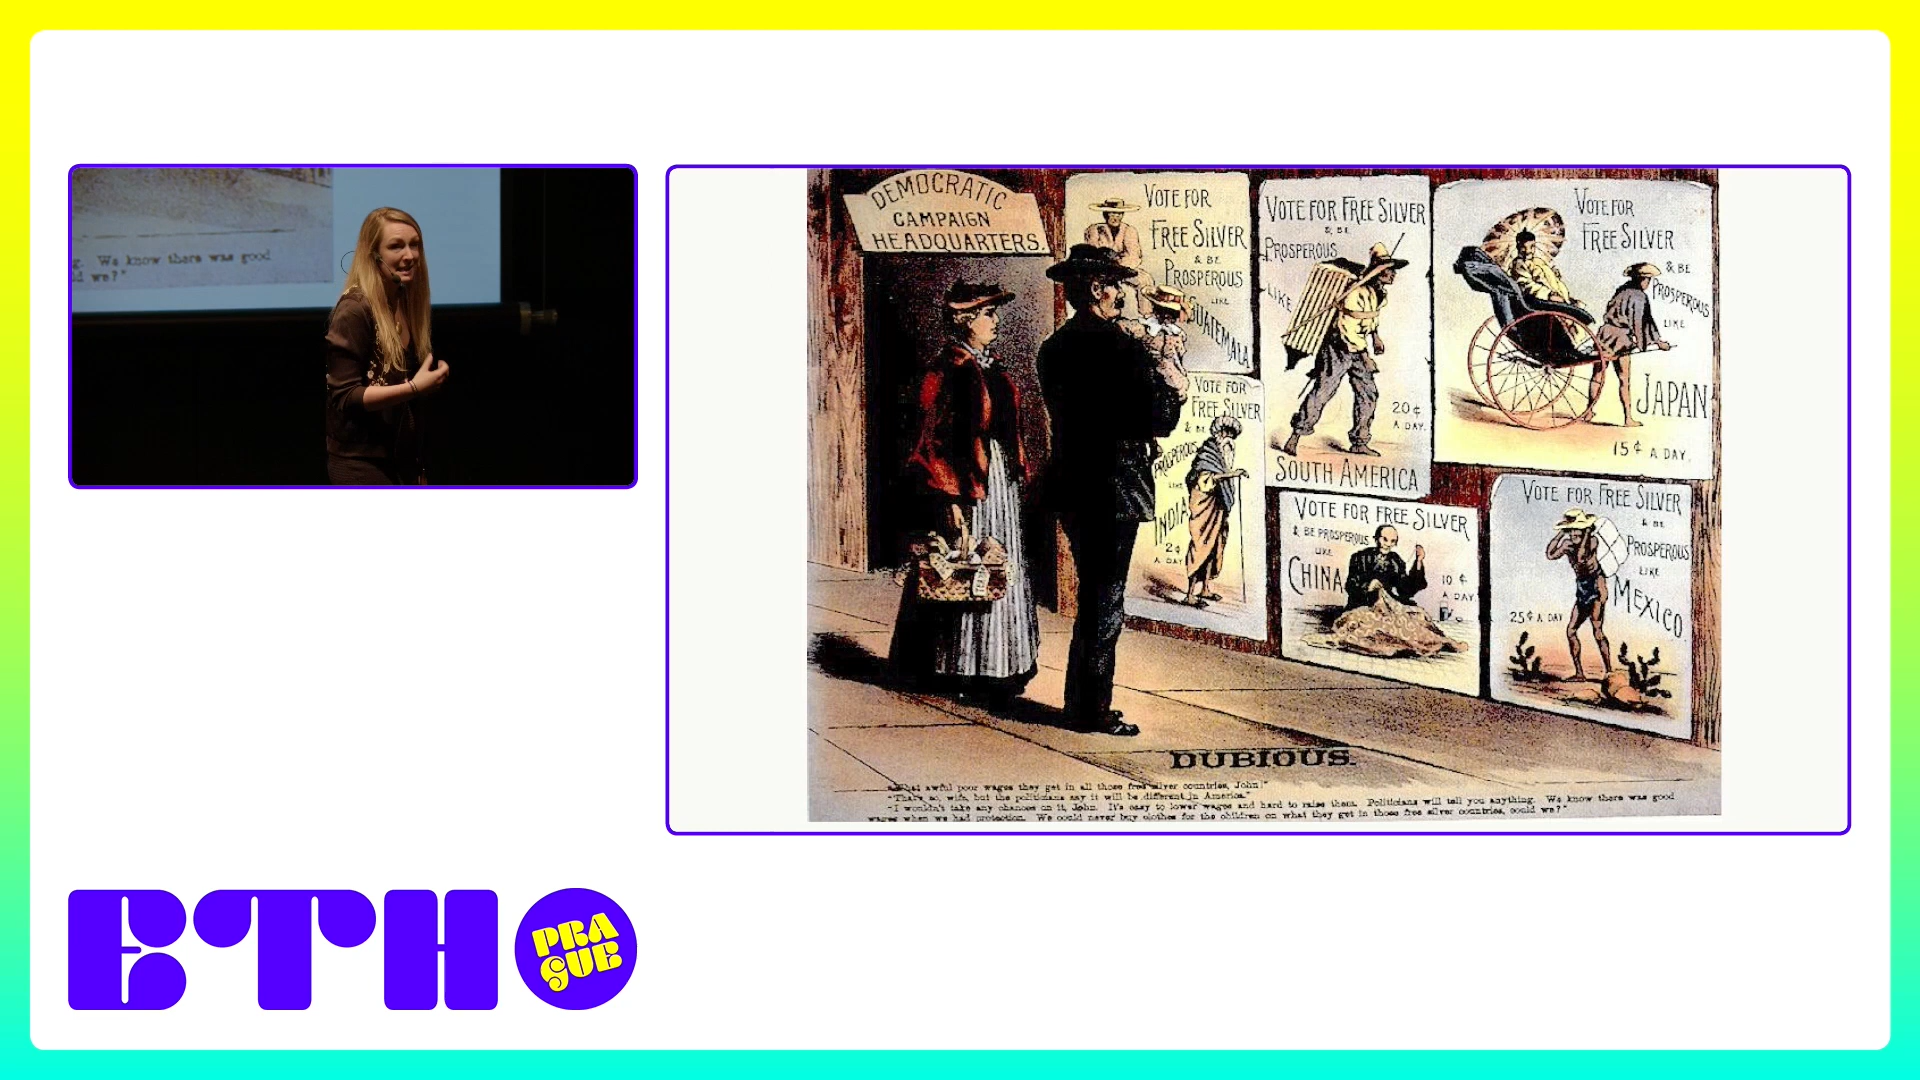 g. We know there was good
ld we?"
DEMOCRATIC
CAMPAIGN
HEADQUARTERS.
VOTE FOR
FREE SILVER
& BE
PROSPEROUS
LIKE
GUATEMALA
VOTE FOR FREE SILVER
& BE
PROSPEROUS
LIKE
20¢
A DAY.
SOUTH AMERICA
VOTE FOR
FREE SILVER
& BE
PROSPEROUS
LIKE
JAPAN
15¢ A DAY.
VOTE FOR
FREE SILVER
& BE
PROSPEROUS
LIKE
INDIA
2¢
A DAY
VOTE FOR FREE SILVER
& BE PROSPEROUS
LIKE
CHINA
10 ¢
A DAY
VOTE FOR FREE SILVER
& BE
PROSPEROUS
LIKE
MEXICO
25¢ A DAY
DUBIOUS.
"What awful poor wages they get in all those free silver countries, John!"
"That's so, wife, but the politicians say it will be different in America."
"I wouldn't take any chances on it, John. It's easy to lower wages and hard to raise them. Politicians will tell you anything. We know there was good
wages when we had protection. We could never buy clothes for the children on what they get in those free silver countries, could we?"
ETH
PRA
GUE